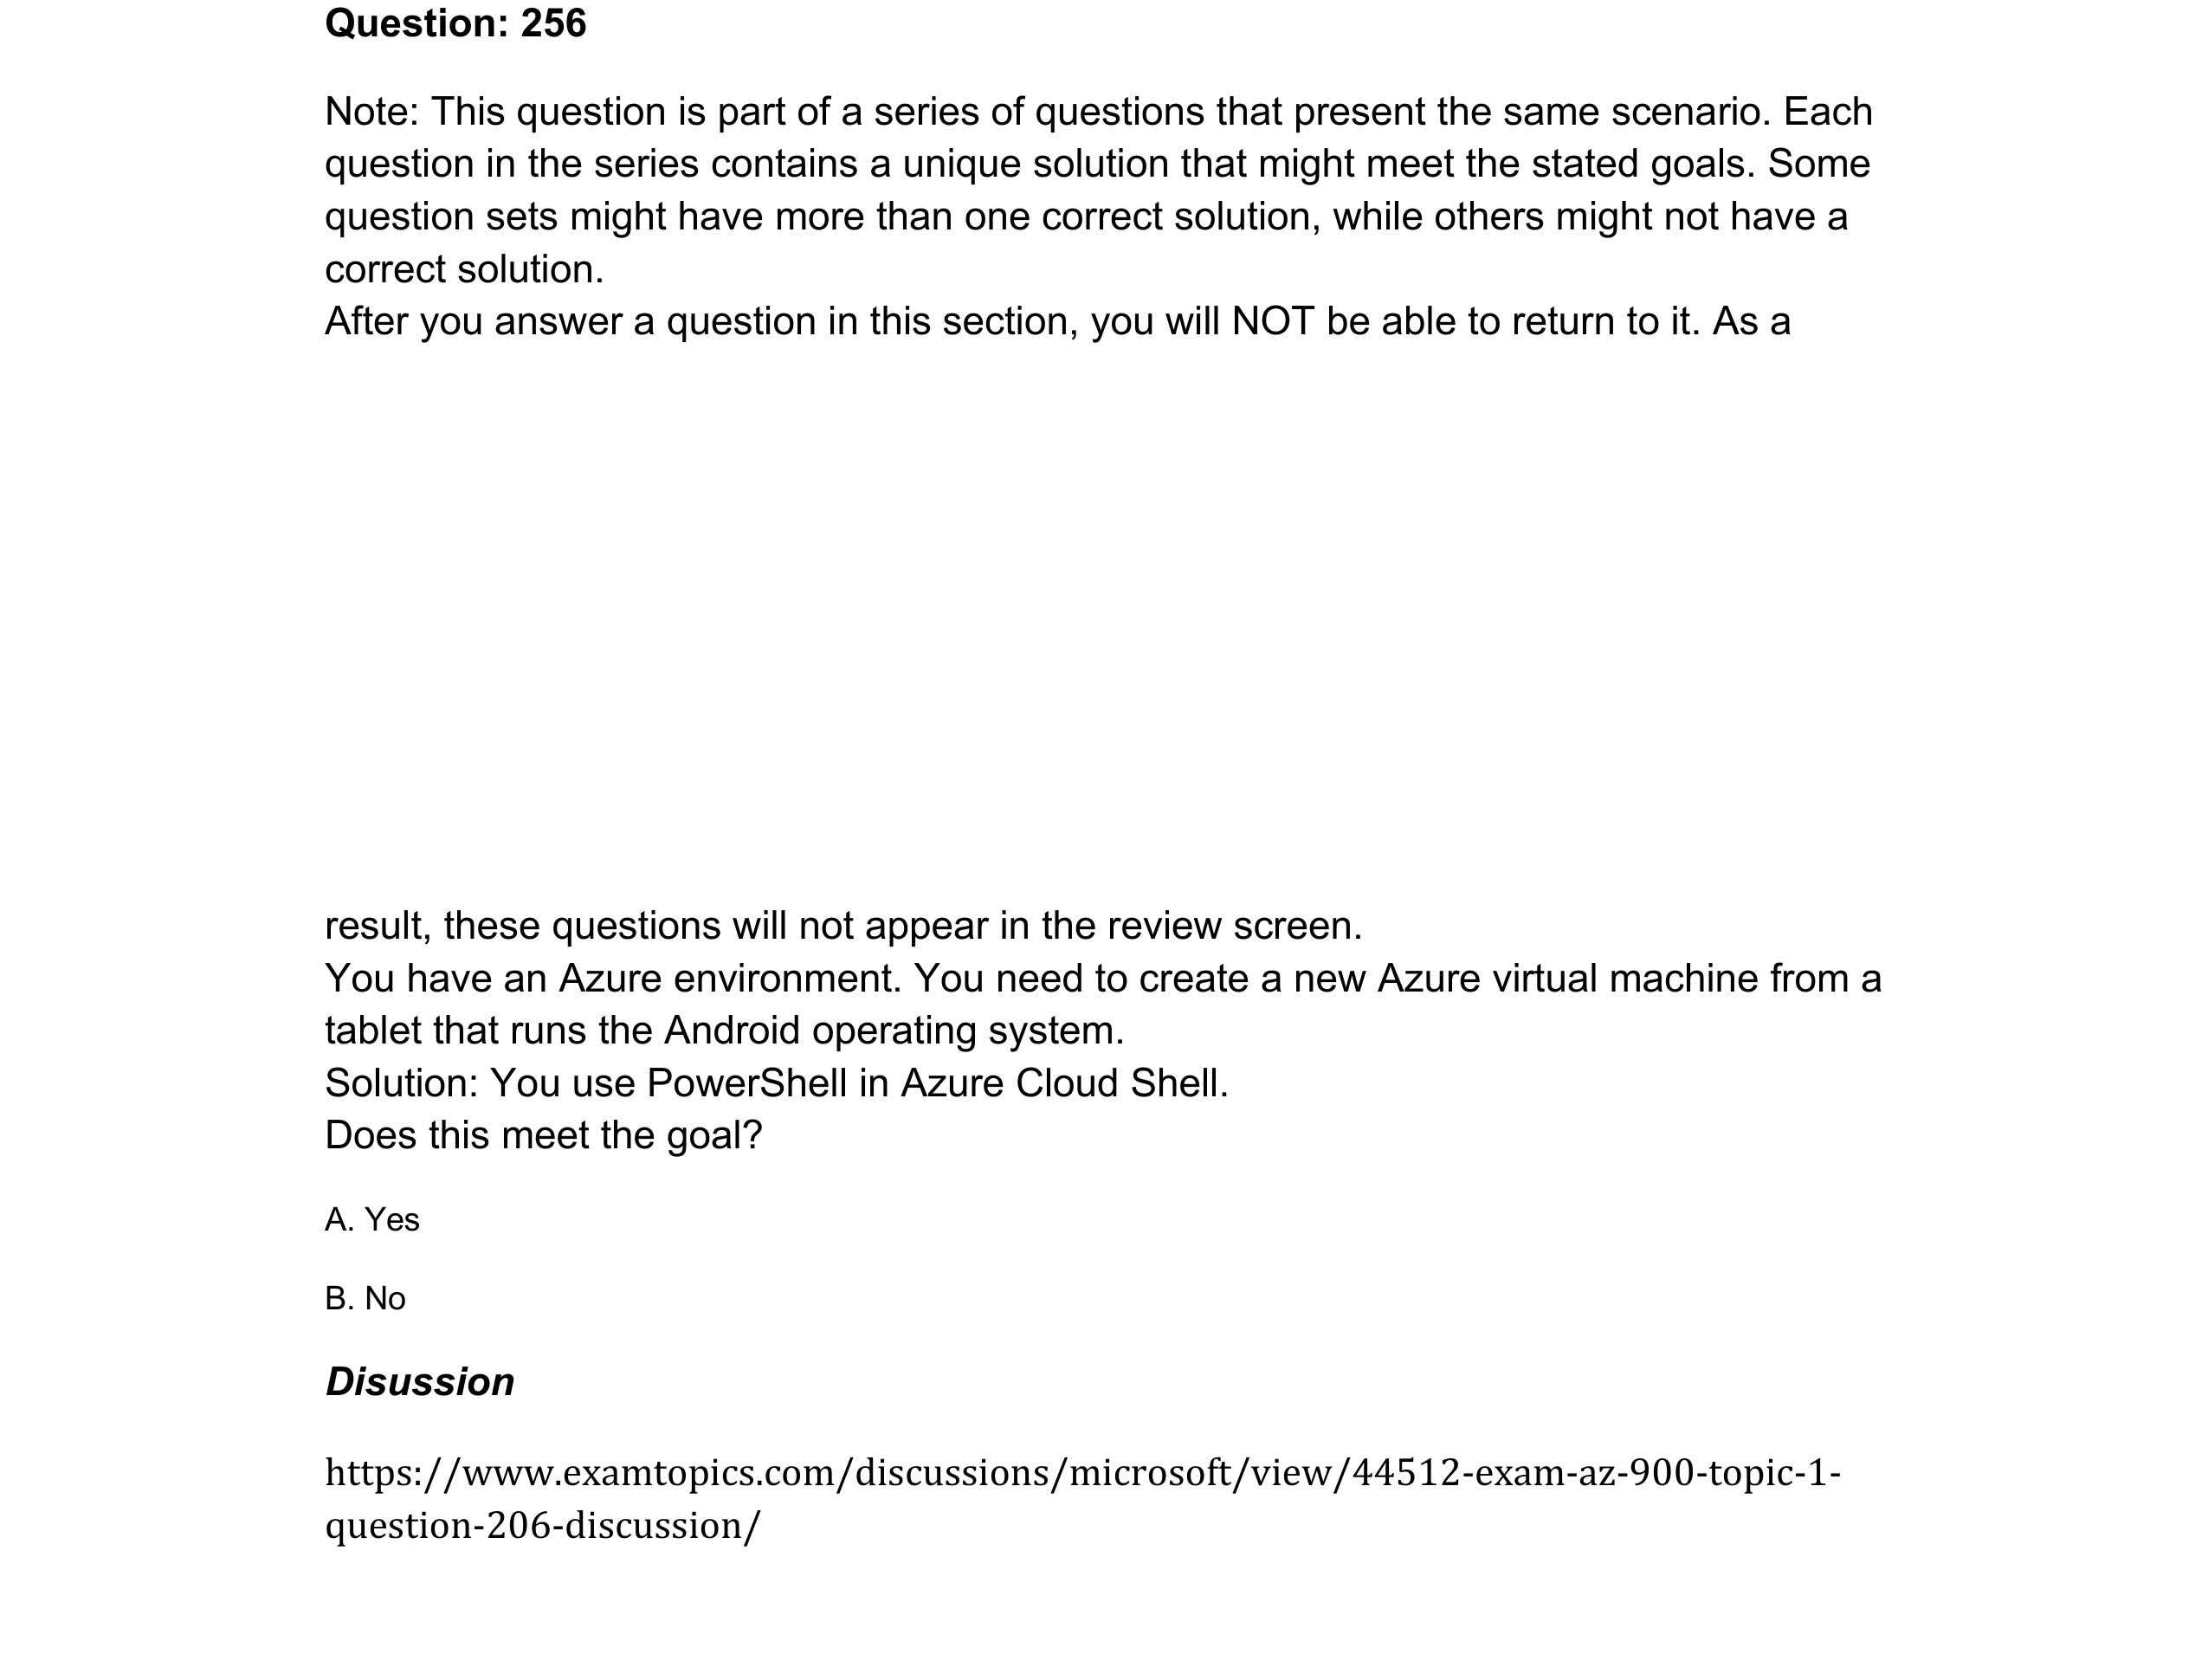 Question: 256
Note: This question is part of a series of questions that present the same scenario. Each
question in the series contains a unique solution that might meet the stated goals. Some
question sets might have more than one correct solution, while others might not have a
correct solution.
After you answer a question in this section, you will NOT be able to return to it. As a
result, these questions will not appear in the review screen.
You have an Azure environment. You need to create a new Azure virtual machine from a
tablet that runs the Android operating system.
Solution: You use PowerShell in Azure Cloud Shell.
Does this meet the goal?
A. Yes
B. No
Disussion
https://www.examtopics.com/discussions/microsoft/view/44512-exam-az-900-topic-1-
question-206-discussion/